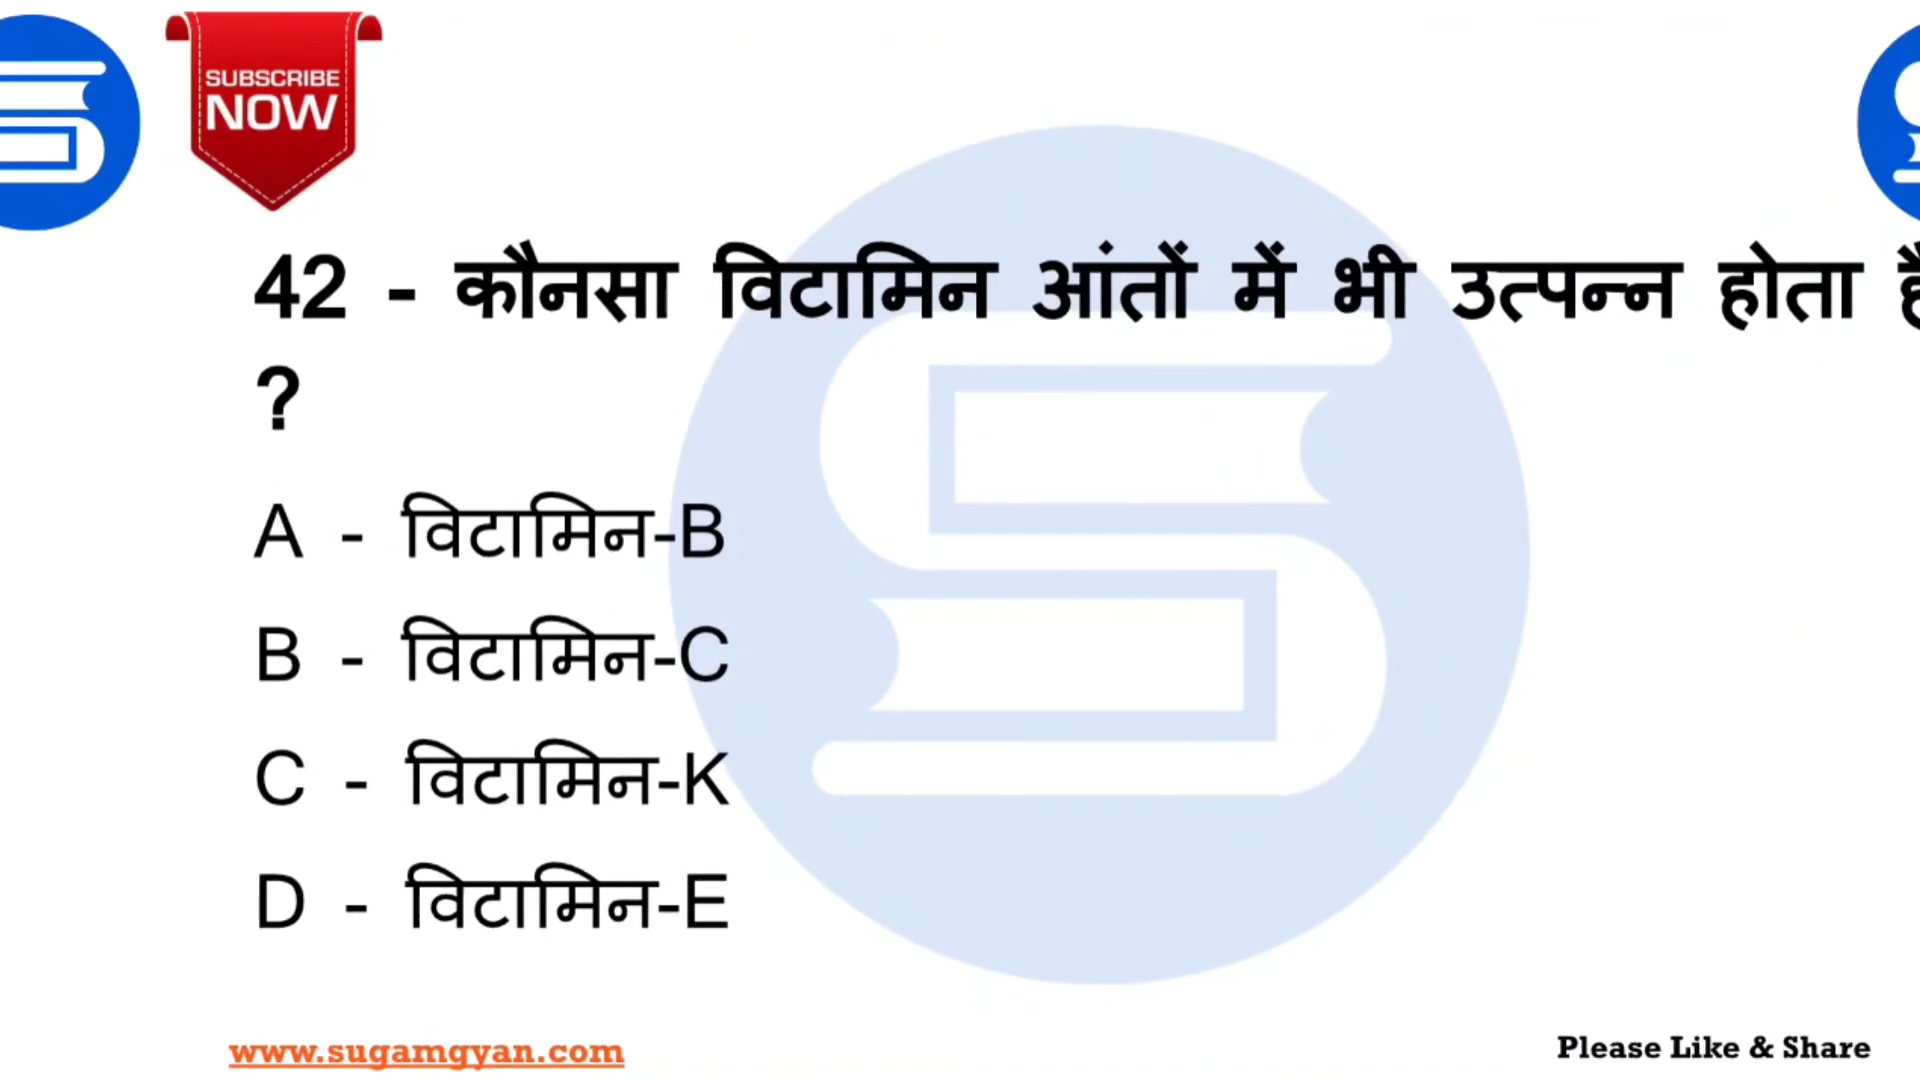 SUBSCRIBE
NOW
42 - कौनसा विटामिन आंतों में भी उत्पन्न होता है
?
A - विटामिन-B
B - विटामिन-C
C - विटामिन-K
D - विटामिन-E
www.sugamgyan.com
Please Like & Share